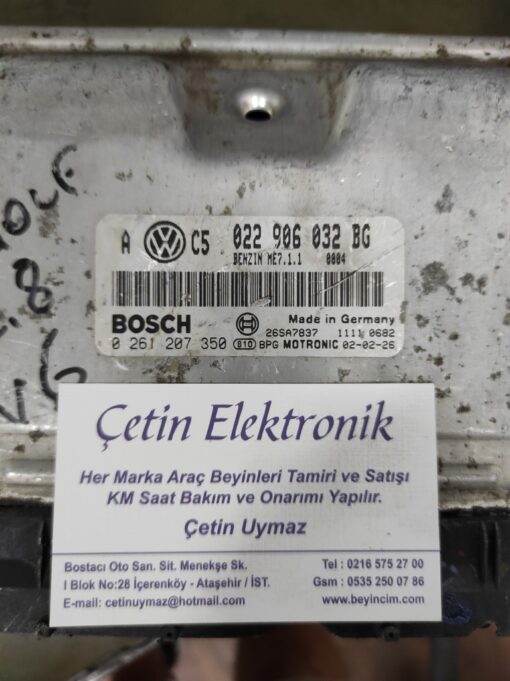 A C5 022 906 032 BG
BENZIN ME7.1.1 0004
BOSCH
Made in Germany
26SA7837 1111 0682
0 261 207 350 810 BPG MOTRONIC 02-02-26
V6
Çetin Elektronik
Her Marka Araç Beyinleri Tamiri ve Satışı
KM Saat Bakım ve Onarımı Yapılır.
Çetin Uymaz
Bostacı Oto San. Sit. Menekşe Sk.
I Blok No:28 İçerenköy - Ataşehir / İST.
E-mail: cetinuymaz@hotmail.com
Tel : 0216 575 27 00
Gsm : 0535 250 07 86
www.beyincim.com